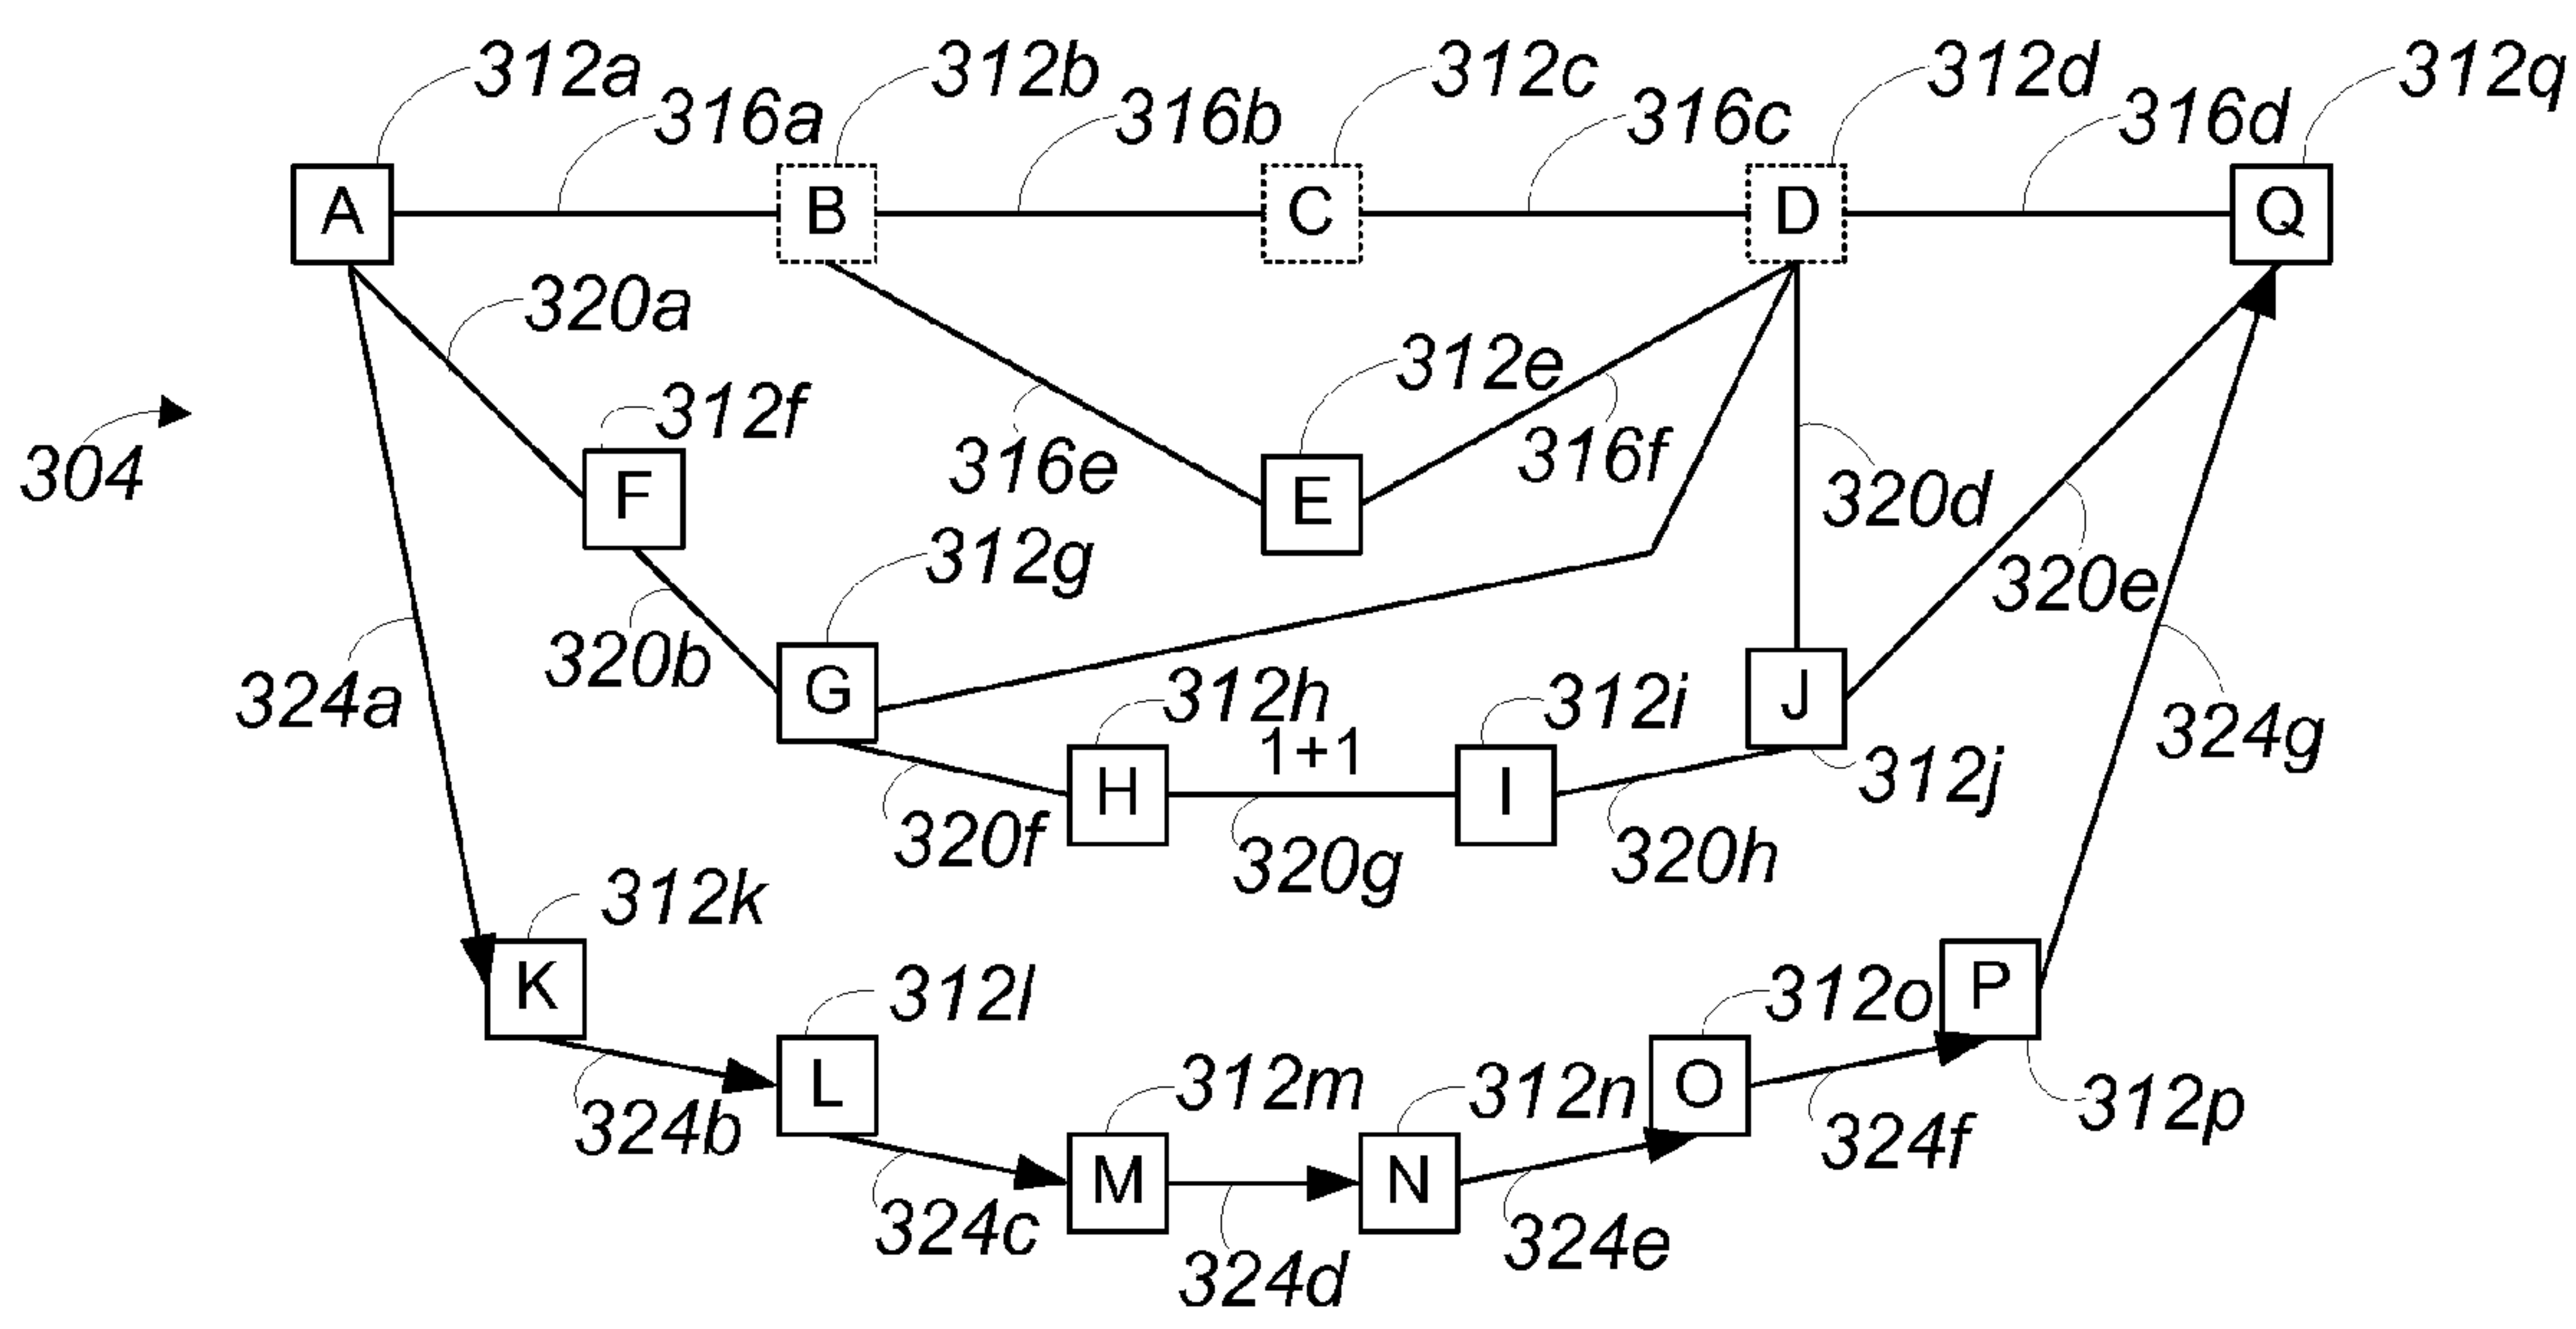 312a 312b 312c 312d 312q
316a 316b 316c 316d
A B C D Q
320a
312e
312f
304
316e 316f
F E 320d
312g
320e
320b
324a G J
312h 312i 324g
1+1
312j
H I
320f 320g 320h
312k
K 312l 312o P
L 312m 312n O
324b 312p
324f
M N
324c 324e
324d